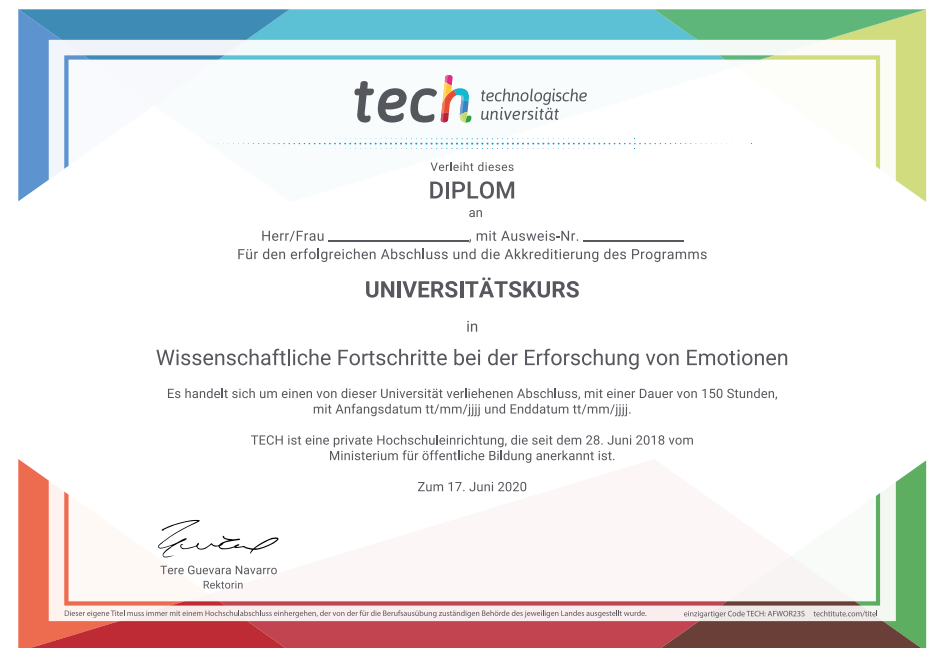 tech technologische
universität
Verleiht dieses
DIPLOM
an
Herr/Frau ____________________, mit Ausweis-Nr. ______________
Für den erfolgreichen Abschluss und die Akkreditierung des Programms
UNIVERSITÄTSKURS
in
Wissenschaftliche Fortschritte bei der Erforschung von Emotionen
Es handelt sich um einen von dieser Universität verliehenen Abschluss, mit einer Dauer von 150 Stunden,
mit Anfangsdatum tt/mm/jjjj und Enddatum tt/mm/jjjj.
TECH ist eine private Hochschuleinrichtung, die seit dem 28. Juni 2018 vom
Ministerium für öffentliche Bildung anerkannt ist.
Zum 17. Juni 2020
Tere Guevara Navarro
Rektorin
Dieser eigene Titel muss immer mit einem Hochschulabschluss einhergehen, der von der für die Berufsausübung zuständigen Behörde des jeweiligen Landes ausgestellt wurde. einzigartiger Code TECH: AFWOR23S techtitute.com/titel